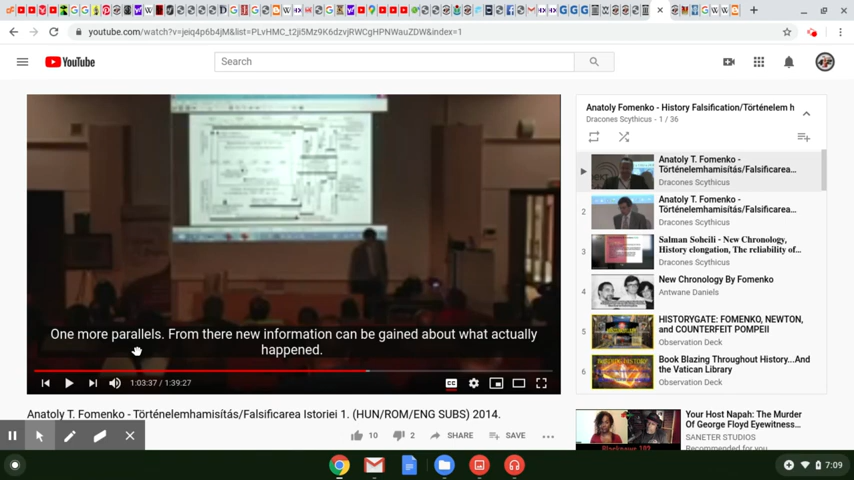 youtube.com/watch?v=jeiq4p6b4jM&list=PLvHMC_t2ji5Mz9K6dzvjRWCgHPNWauZDW&index=1
YouTube
Search
One more parallels. From there new information can be gained about what actually
happened.
1:03:37 / 1:39:27
Anatoly T. Fomenko - Történelemhamisítás/Falsificarea Istoriei 1. (HUN/ROM/ENG SUBS) 2014.
10
2
SHARE
SAVE
Anatoly Fomenko - History Falsification/Történelem h
Dracones Scythicus - 1 / 36
Anatoly T. Fomenko -
Történelemhamisítás/Falsificarea...
Dracones Scythicus
2
Anatoly T. Fomenko -
Történelemhamisítás/Falsificarea...
Dracones Scythicus
3
Salman Soheili - New Chronology,
History elongation, The reliability of...
Dracones Scythicus
4
New Chronology By Fomenko
Antwane Daniels
5
HISTORYGATE: FOMENKO, NEWTON,
and COUNTERFEIT POMPEII
Observation Deck
6
Book Blazing Throughout History...And
the Vatican Library
Observation Deck
Your Host Napah: The Murder
Of George Floyd Eyewitness...
SANETER STUDIOS
Recommended for you
7:09